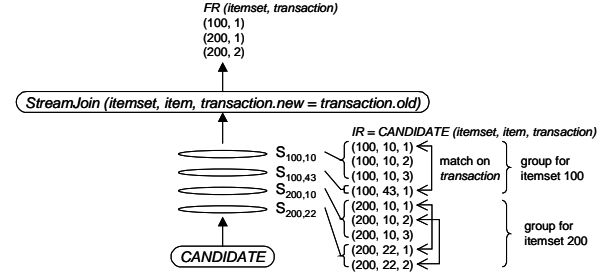 FR (itemset, transaction)
(100, 1)
(200, 1)
(200, 2)
StreamJoin (itemset, item, transaction.new = transaction.old)
IR = CANDIDATE (itemset, item, transaction)
S100,10
S100,43
S200,10
S200,22
(100, 10, 1)
(100, 10, 2)
(100, 10, 3)
(100, 43, 1)
(200, 10, 1)
(200, 10, 2)
(200, 10, 3)
(200, 22, 1)
(200, 22, 2)
match on
transaction
group for
itemset 100
group for
itemset 200
CANDIDATE